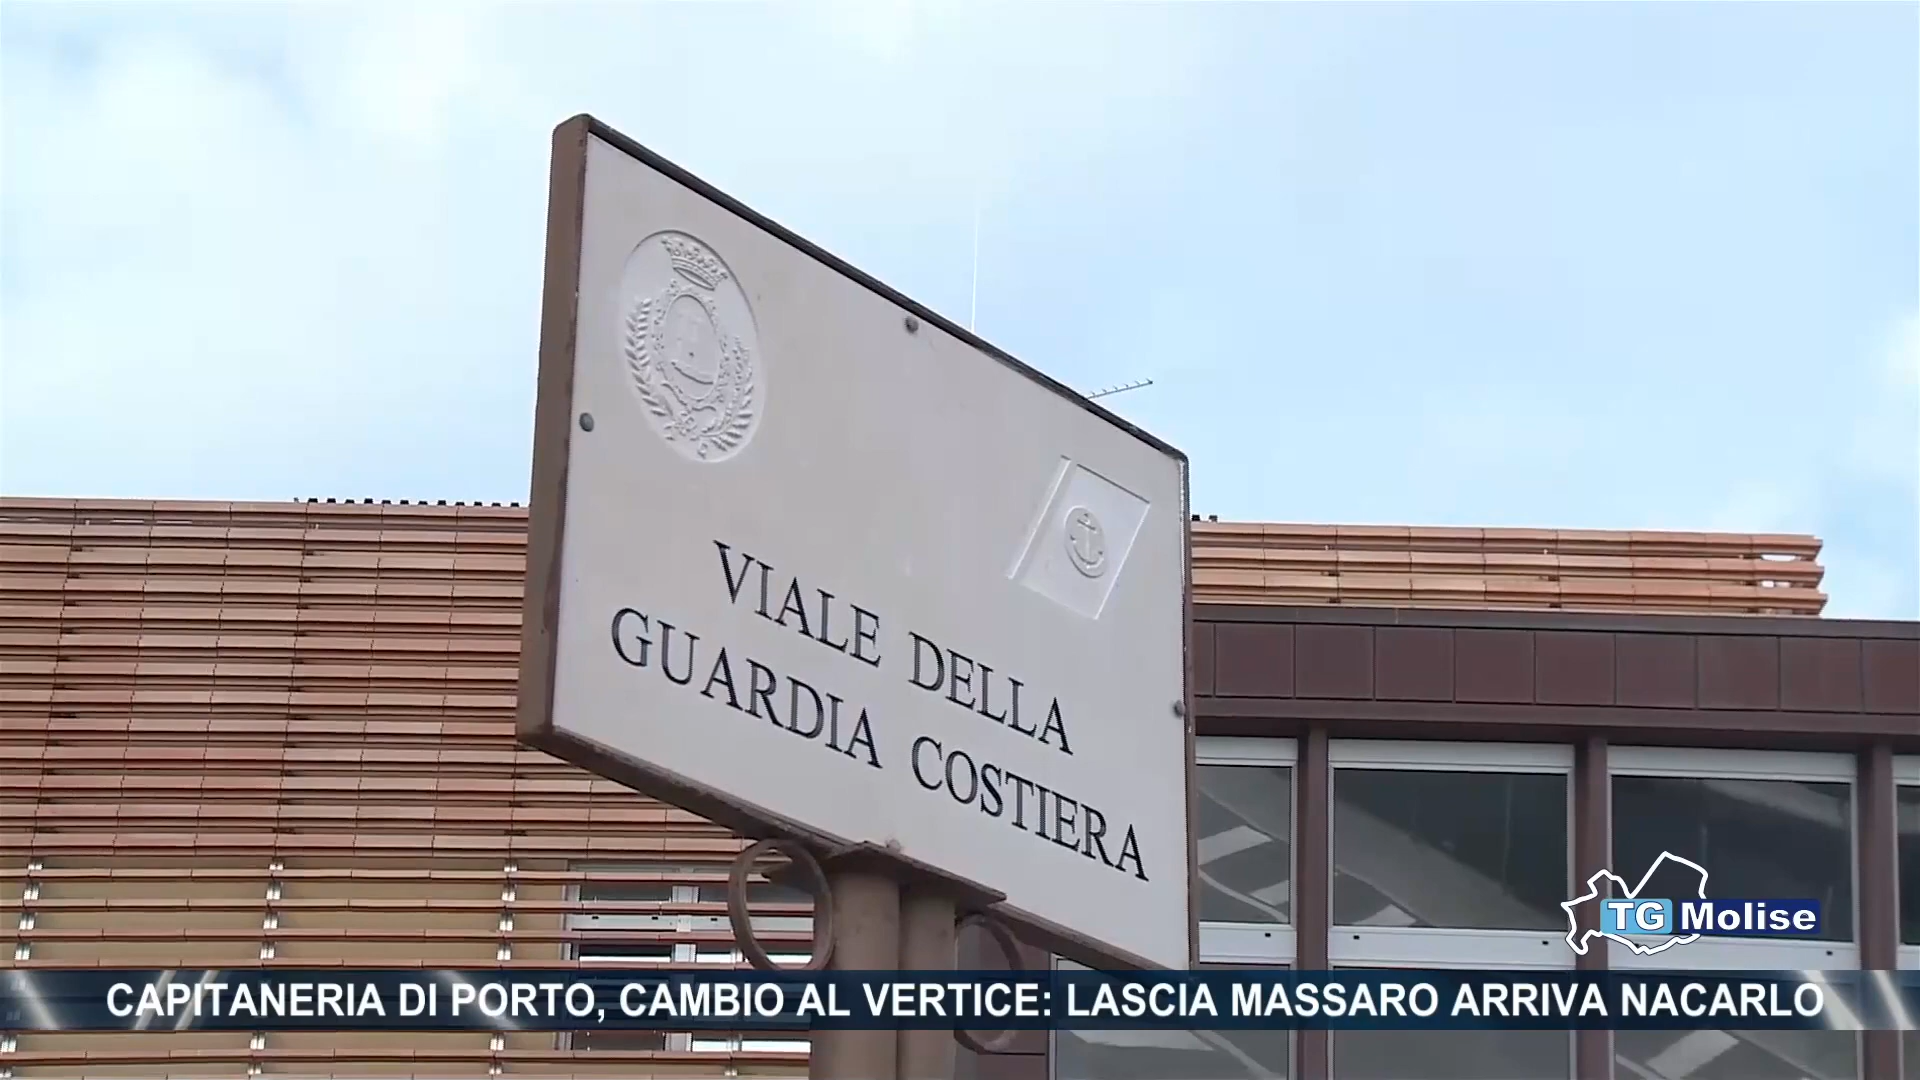 VIALE DELLA
GUARDIA COSTIERA
TG Molise
CAPITANERIA DI PORTO, CAMBIO AL VERTICE: LASCIA MASSARO ARRIVA NACARLO